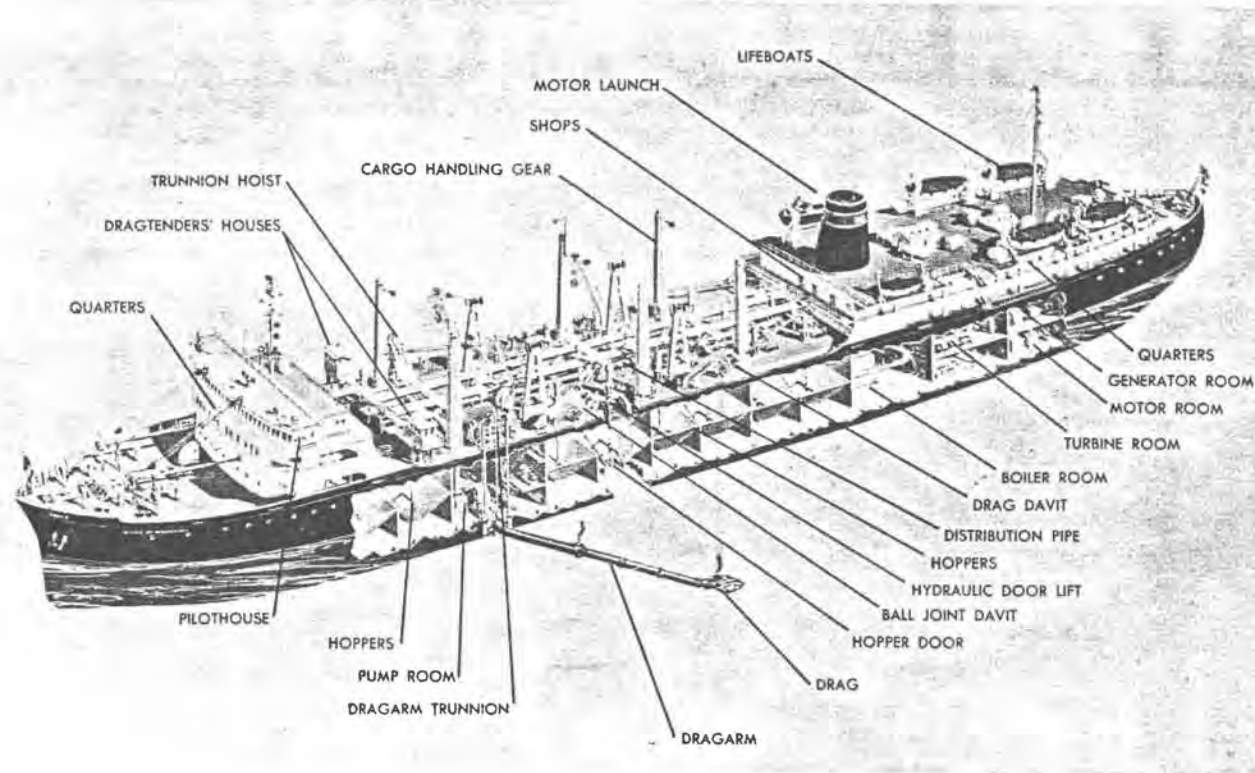 LIFEBOATS
MOTOR LAUNCH
SHOPS
CARGO HANDLING GEAR
TRUNNION HOIST
DRAGTENDERS' HOUSES
QUARTERS
QUARTERS
GENERATOR ROOM
MOTOR ROOM
TURBINE ROOM
BOILER ROOM
DRAG DAVIT
DISTRIBUTION PIPE
HOPPERS
HYDRAULIC DOOR LIFT
BALL JOINT DAVIT
HOPPER DOOR
PILOTHOUSE
HOPPERS
PUMP ROOM
DRAGARM TRUNNION
DRAG
DRAGARM